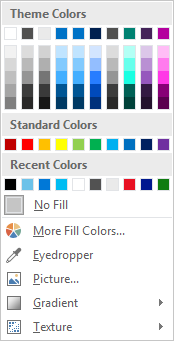 Theme Colors
Standard Colors
Recent Colors
No Fill
More Fill Colors...
Eyedropper
Picture...
Gradient
Texture